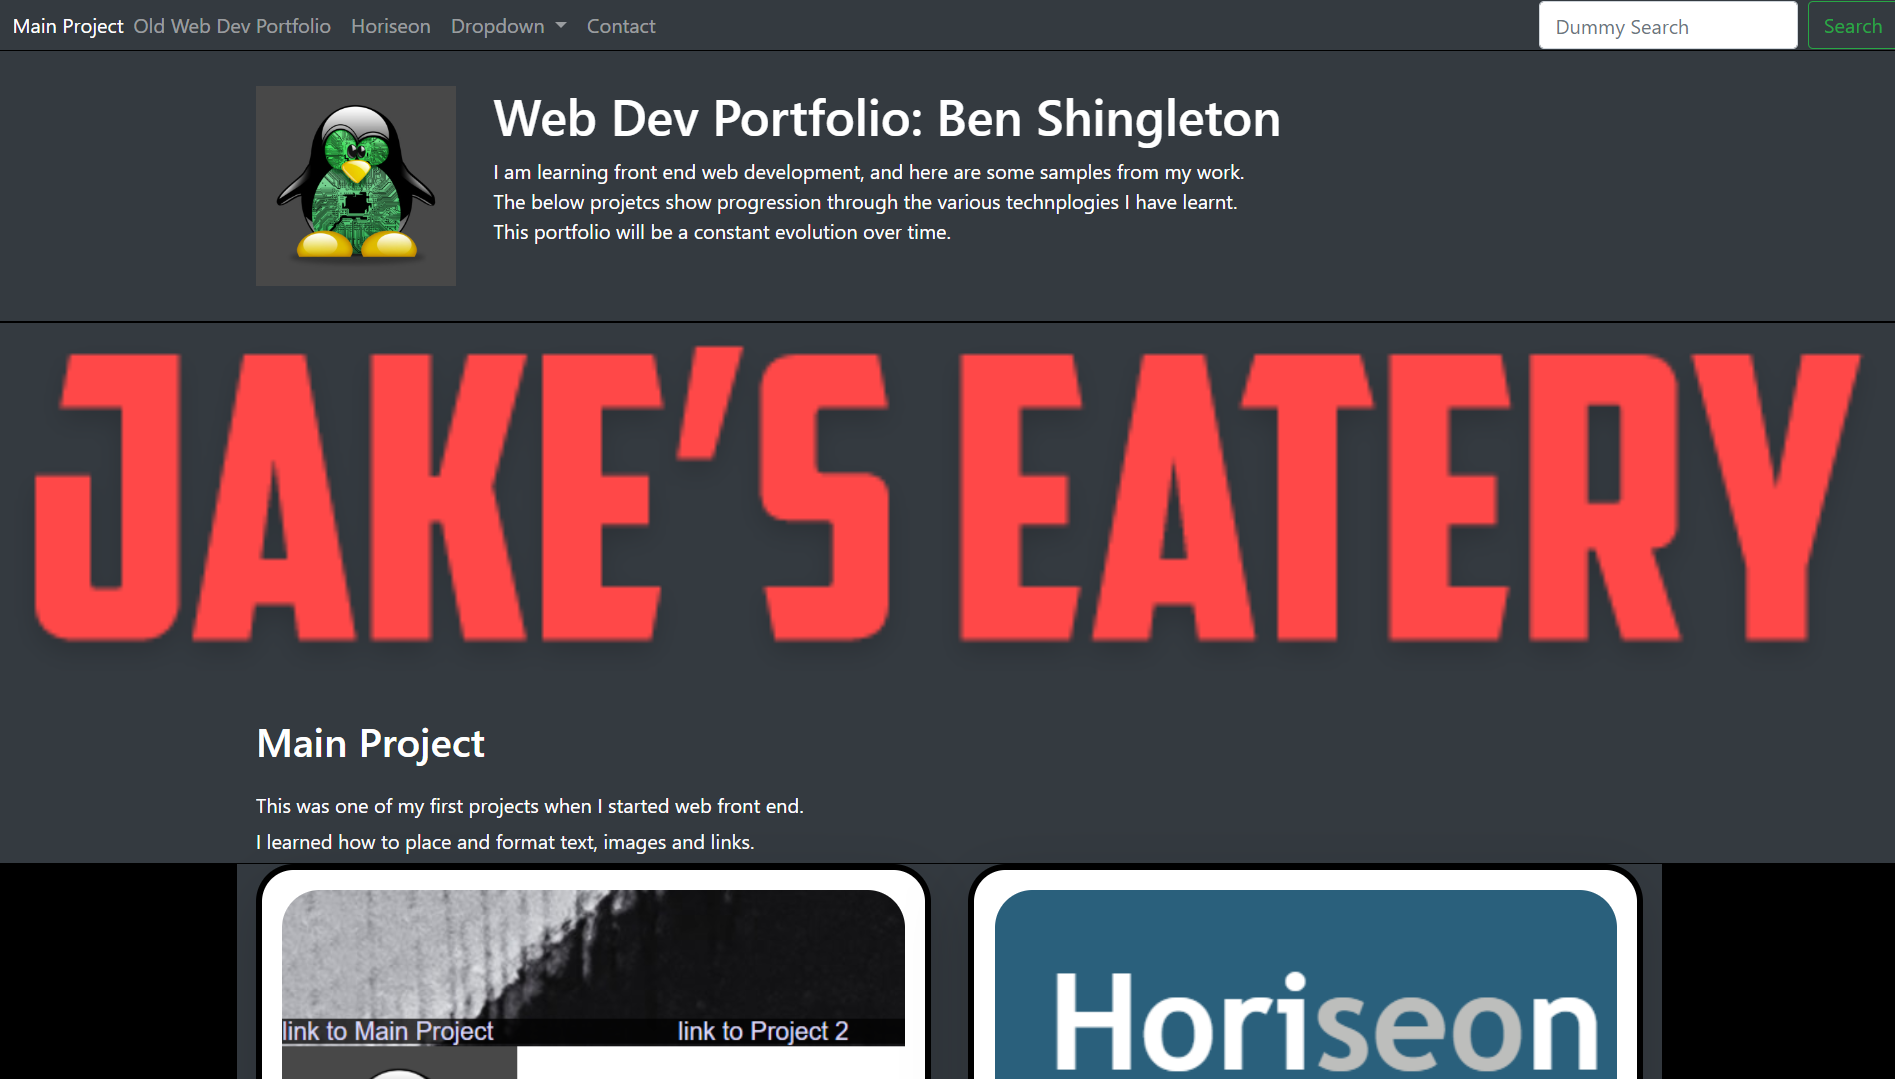 Main Project Old Web Dev Portfolio Horiseon Dropdown Contact Dummy Search Search
Web Dev Portfolio: Ben Shingleton
I am learning front end web development, and here are some samples from my work.
The below projetcs show progression through the various technplogies I have learnt.
This portfolio will be a constant evolution over time.
JAKE'S EATERY
Main Project
This was one of my first projects when I started web front end.
I learned how to place and format text, images and links.
link to Main Project link to Project 2
Horiseon